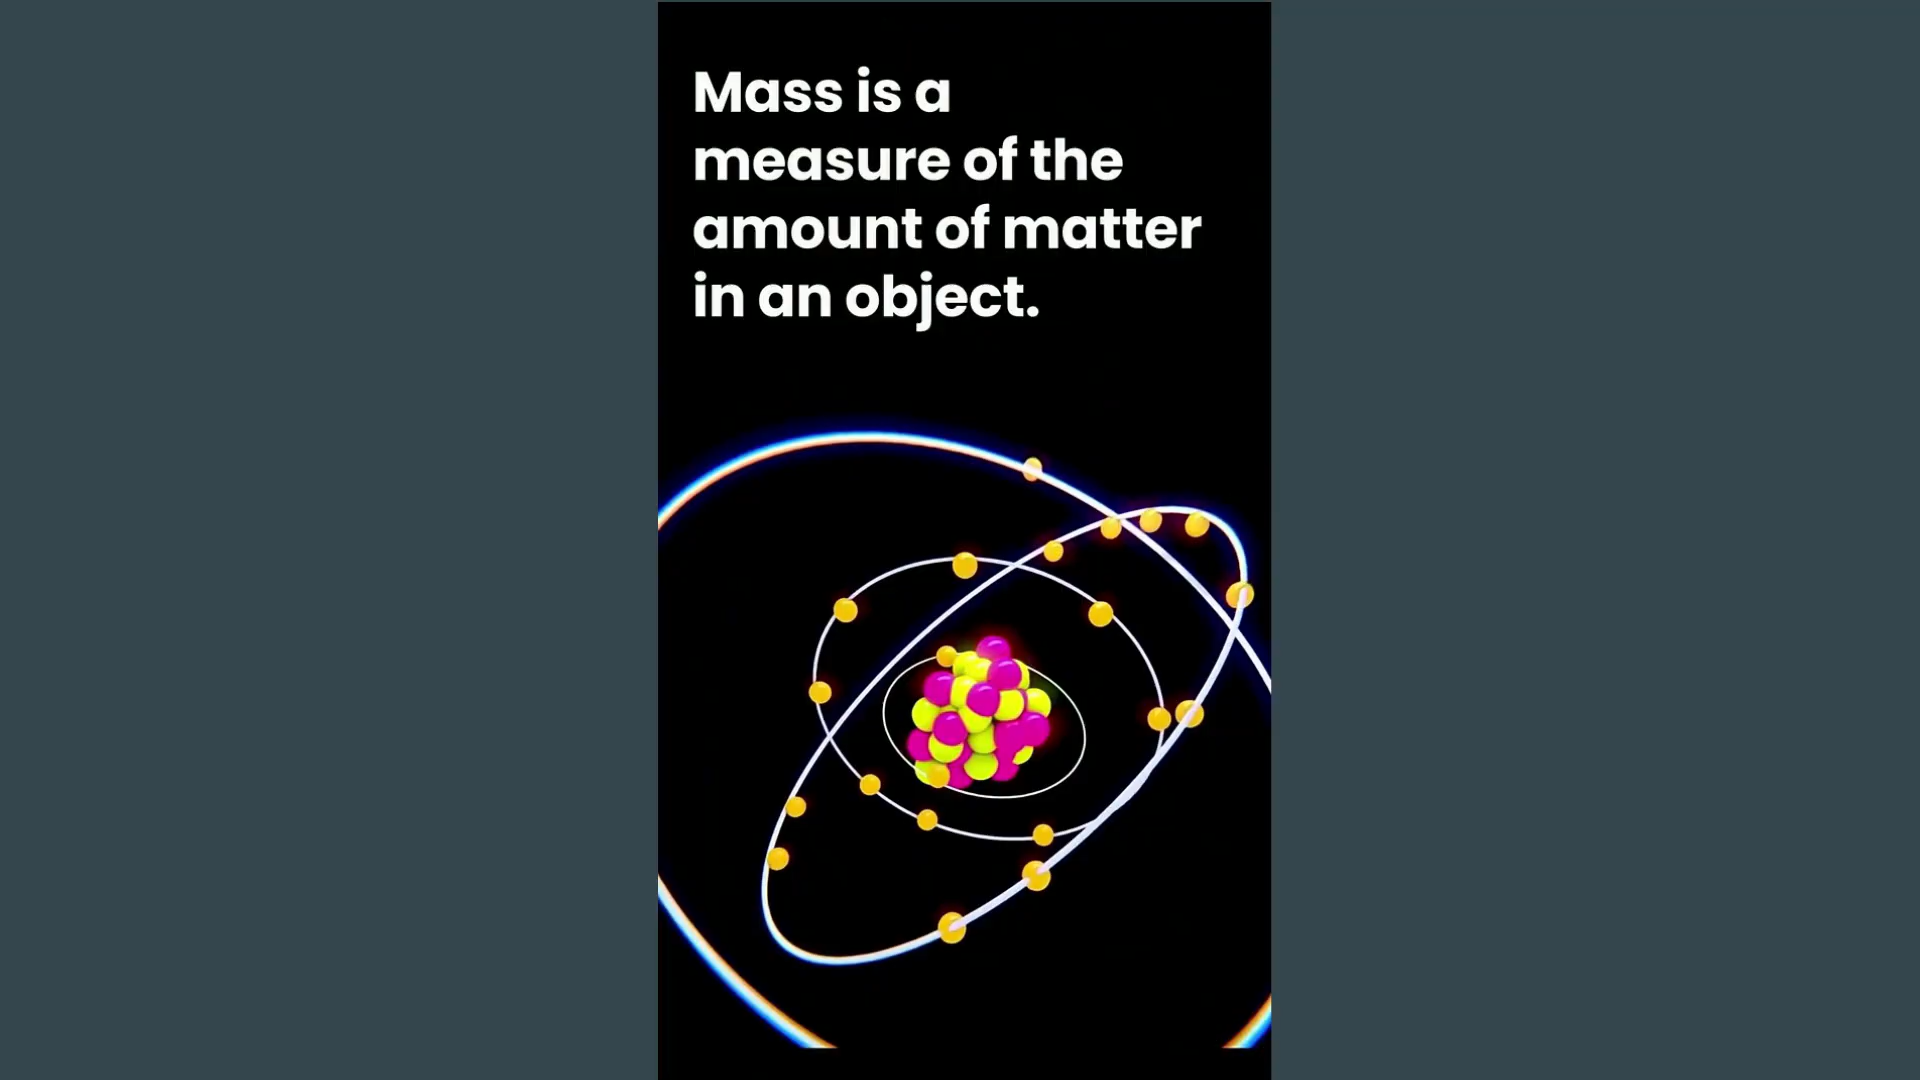 Mass is a
measure of the
amount of matter
in an object.